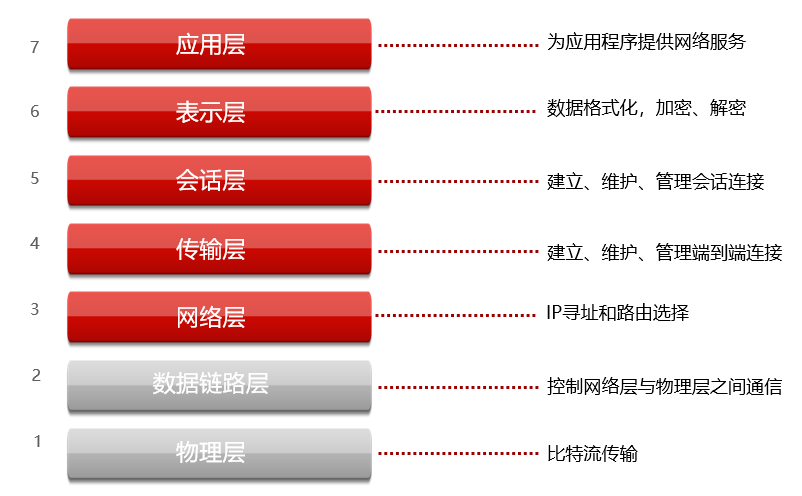 7 应用层 为应用程序提供网络服务
6 表示层 数据格式化，加密、解密
5 会话层 建立、维护、管理会话连接
4 传输层 建立、维护、管理端到端连接
3 网络层 IP寻址和路由选择
2 数据链路层 控制网络层与物理层之间通信
1 物理层 比特流传输